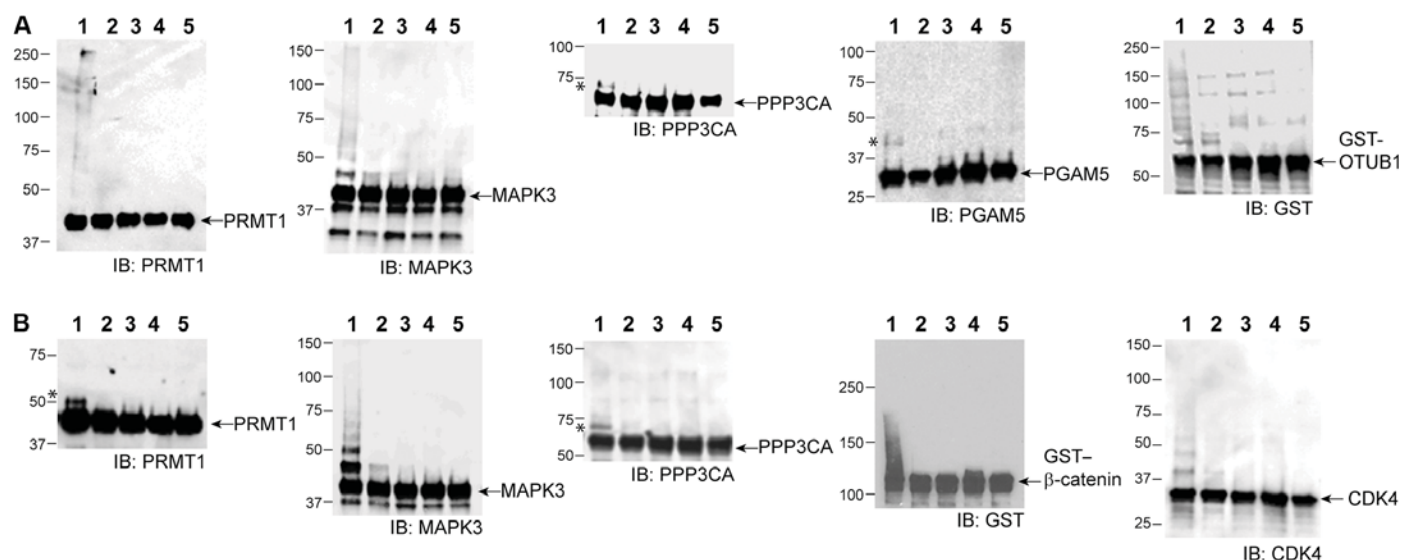 A
1 2 3 4 5
250
150
100
75
50
37
PRMT1
IB: PRMT1
1 2 3 4 5
150
100
75
50
37
MAPK3
IB: MAPK3
1 2 3 4 5
100
75
*
PPP3CA
IB: PPP3CA
1 2 3 4 5
100
75
50
*
37
25
PGAM5
IB: PGAM5
1 2 3 4 5
250
150
100
75
50
GST–
OTUB1
IB: GST
B
1 2 3 4 5
75
*
50
37
PRMT1
IB: PRMT1
1 2 3 4 5
150
100
75
50
37
MAPK3
IB: MAPK3
1 2 3 4 5
150
100
75
*
50
PPP3CA
IB: PPP3CA
1 2 3 4 5
250
150
100
GST–
β-catenin
IB: GST
1 2 3 4 5
150
100
75
50
37
25
CDK4
IB: CDK4